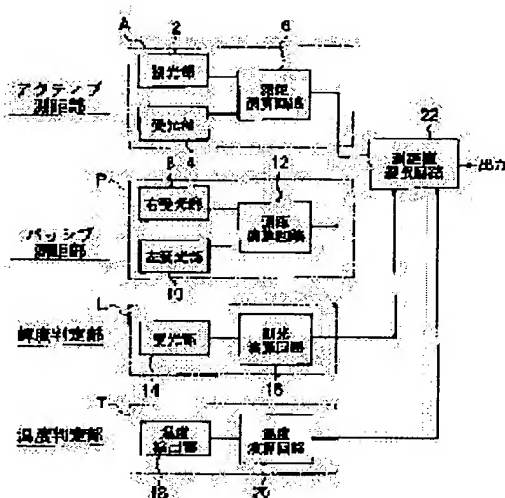 A
2
6
アクティブ
測距部
投光部
測距
演算回路
受光部
4
22
測距値
選択回路
出力
P
8
12
パッシブ
測距部
右受光部
測距
演算回路
左受光部
10
L
輝度判定部
受光部
測光
演算回路
14
16
T
温度判定部
温度
検出部
温度
演算回路
18
20